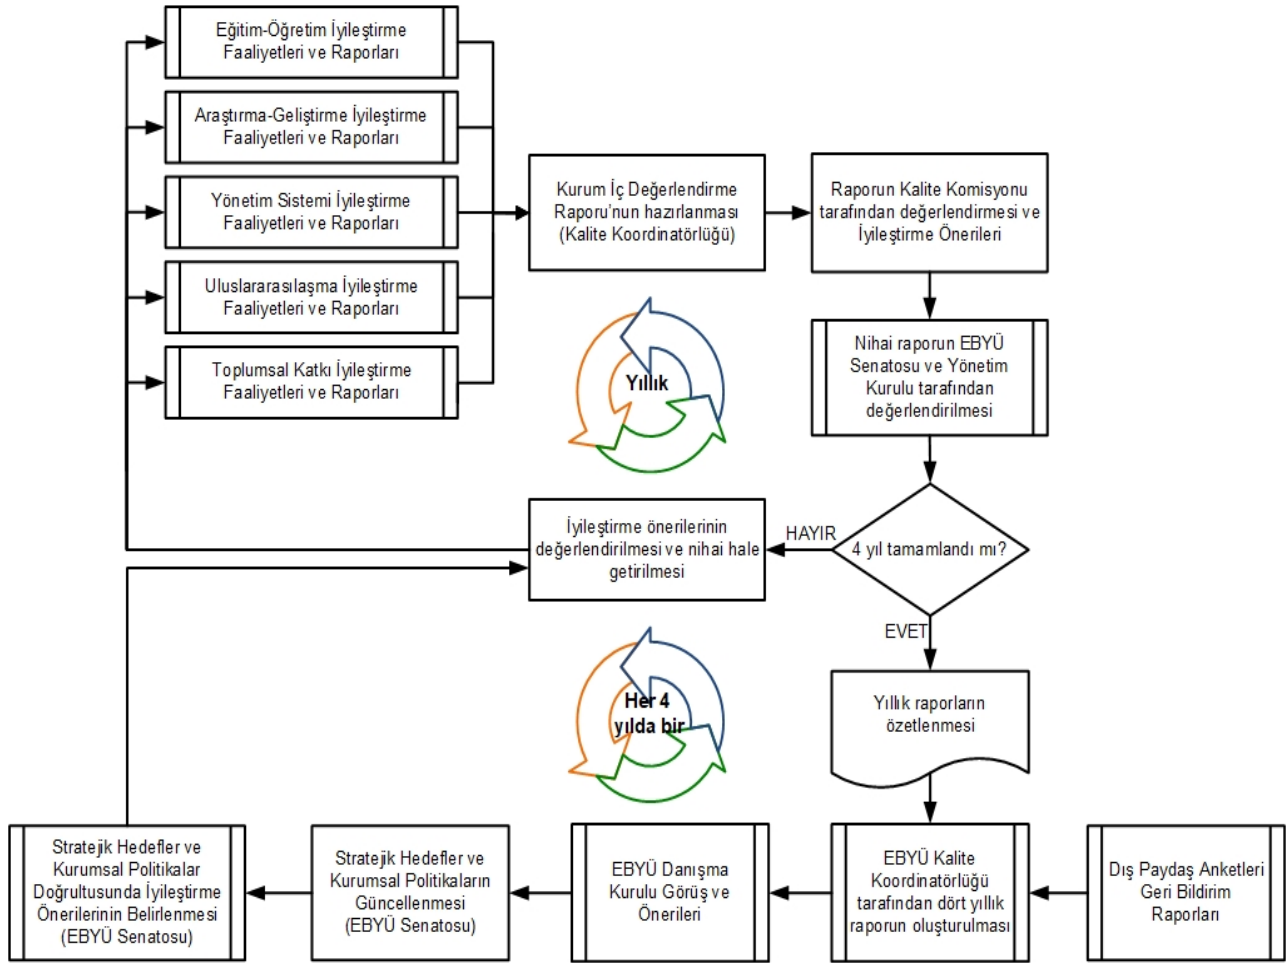 Eğitim-Öğretim İyileştirme
Faaliyetleri ve Raporları
Araştırma-Geliştirme İyileştirme
Faaliyetleri ve Raporları
Yönetim Sistemi İyileştirme
Faaliyetleri ve Raporları
Uluslararasılaşma İyileştirme
Faaliyetleri ve Raporları
Toplumsal Katkı İyileştirme
Faaliyetleri ve Raporları
Kurum İç Değerlendirme
Raporu’nun hazırlanması
(Kalite Koordinatörlüğü)
Raporun Kalite Komisyonu
tarafından değerlendirmesi ve
İyileştirme Önerileri
Nihai raporun EBYÜ
Senatosu ve Yönetim
Kurulu tarafından
değerlendirilmesi
Yıllık
4 yıl tamamlandı mı?
HAYIR
İyileştirme önerilerinin
değerlendirilmesi ve nihai hale
getirilmesi
EVET
Her 4
yılda bir
Yıllık raporların
özetlenmesi
Dış Paydaş Anketleri
Geri Bildirim
Raporları
EBYÜ Kalite
Koordinatörlüğü
tarafından dört yıllık
raporun oluşturulması
EBYÜ Danışma
Kurulu Görüş ve
Önerileri
Stratejik Hedefler ve
Kurumsal Politikaların
Güncellenmesi
(EBYÜ Senatosu)
Stratejik Hedefler ve
Kurumsal Politikalar
Doğrultusunda İyileştirme
Önerilerinin Belirlenmesi
(EBYÜ Senatosu)